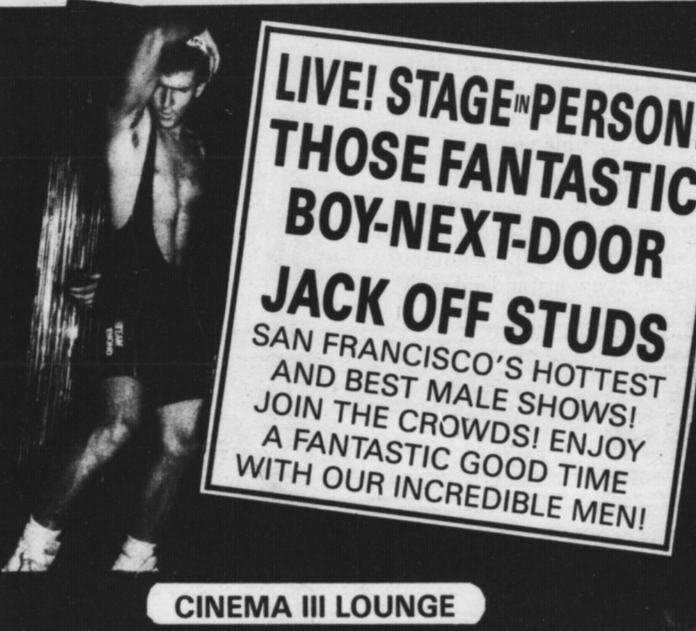 LIVE! STAGE IN PERSON!
THOSE FANTASTIC
BOY-NEXT-DOOR
JACK OFF STUDS
SAN FRANCISCO'S HOTTEST
AND BEST MALE SHOWS!
JOIN THE CROWDS! ENJOY
A FANTASTIC GOOD TIME
WITH OUR INCREDIBLE MEN!
CINEMA III LOUNGE